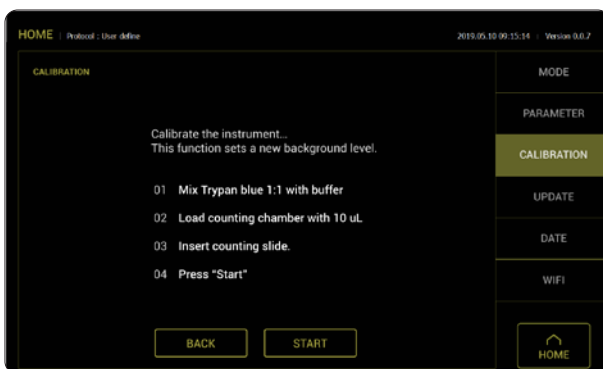 HOME | Protocol : User define
2019.05.10 09:15:14 | Version 0.0.7
CALIBRATION
Calibrate the instrument...
This function sets a new background level.
01 Mix Trypan blue 1:1 with buffer
02 Load counting chamber with 10 uL
03 Insert counting slide.
04 Press "Start"
BACK
START
MODE
PARAMETER
CALIBRATION
UPDATE
DATE
WIFI
HOME